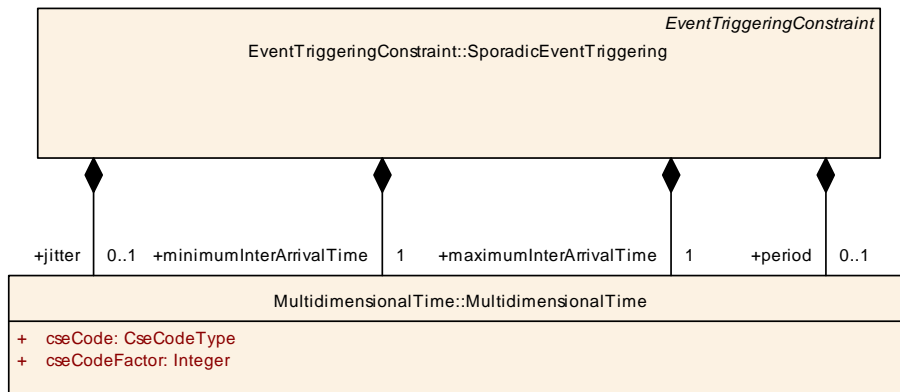 EventTriggeringConstraint
EventTriggeringConstraint::SporadicEventTriggering
+jitter 0..1 +minimumInterArrivalTime 1 +maximumInterArrivalTime 1 +period 0..1
MultidimensionalTime::MultidimensionalTime
+ cseCode: CseCodeType
+ cseCodeFactor: Integer